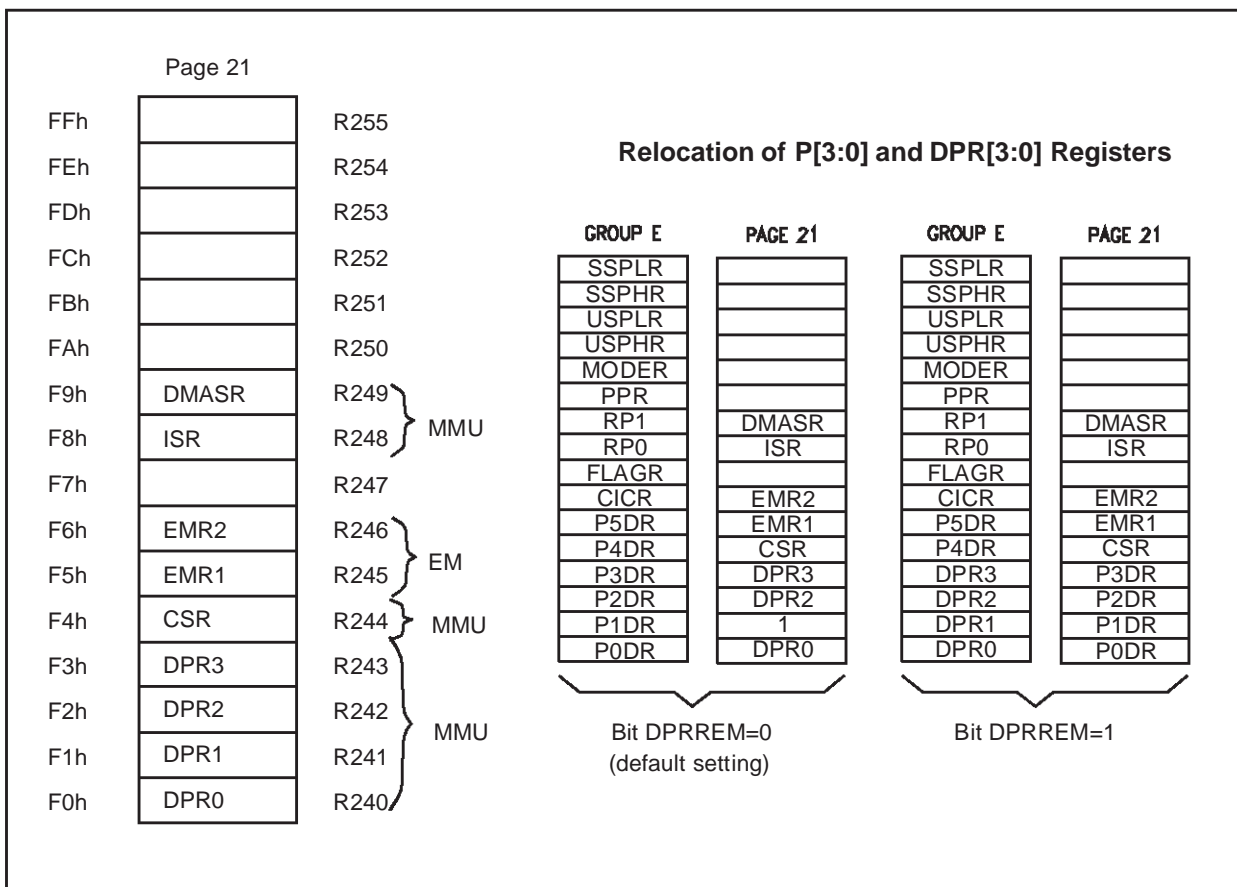 Page 21
FFh R255
FEh R254
FDh R253
FCh R252
FBh R251
FAh R250
F9h DMASR R249
F8h ISR R248
MMU
F7h R247
F6h EMR2 R246
F5h EMR1 R245
EM
F4h CSR R244 MMU
F3h DPR3 R243
F2h DPR2 R242
MMU
F1h DPR1 R241
F0h DPR0 R240
Relocation of P[3:0] and DPR[3:0] Registers
GROUP E PAGE 21 GROUP E PAGE 21
SSPLR SSPLR
SSPHR SSPHR
USPLR USPLR
USPHR USPHR
MODER MODER
PPR PPR
RP1 DMASR RP1 DMASR
RP0 ISR RP0 ISR
FLAGR FLAGR
CICR EMR2 CICR EMR2
P5DR EMR1 P5DR EMR1
P4DR CSR P4DR CSR
P3DR DPR3 DPR3 P3DR
P2DR DPR2 DPR2 P2DR
P1DR 1 DPR1 P1DR
P0DR DPR0 DPR0 P0DR
Bit DPRREM=0 Bit DPRREM=1
(default setting)